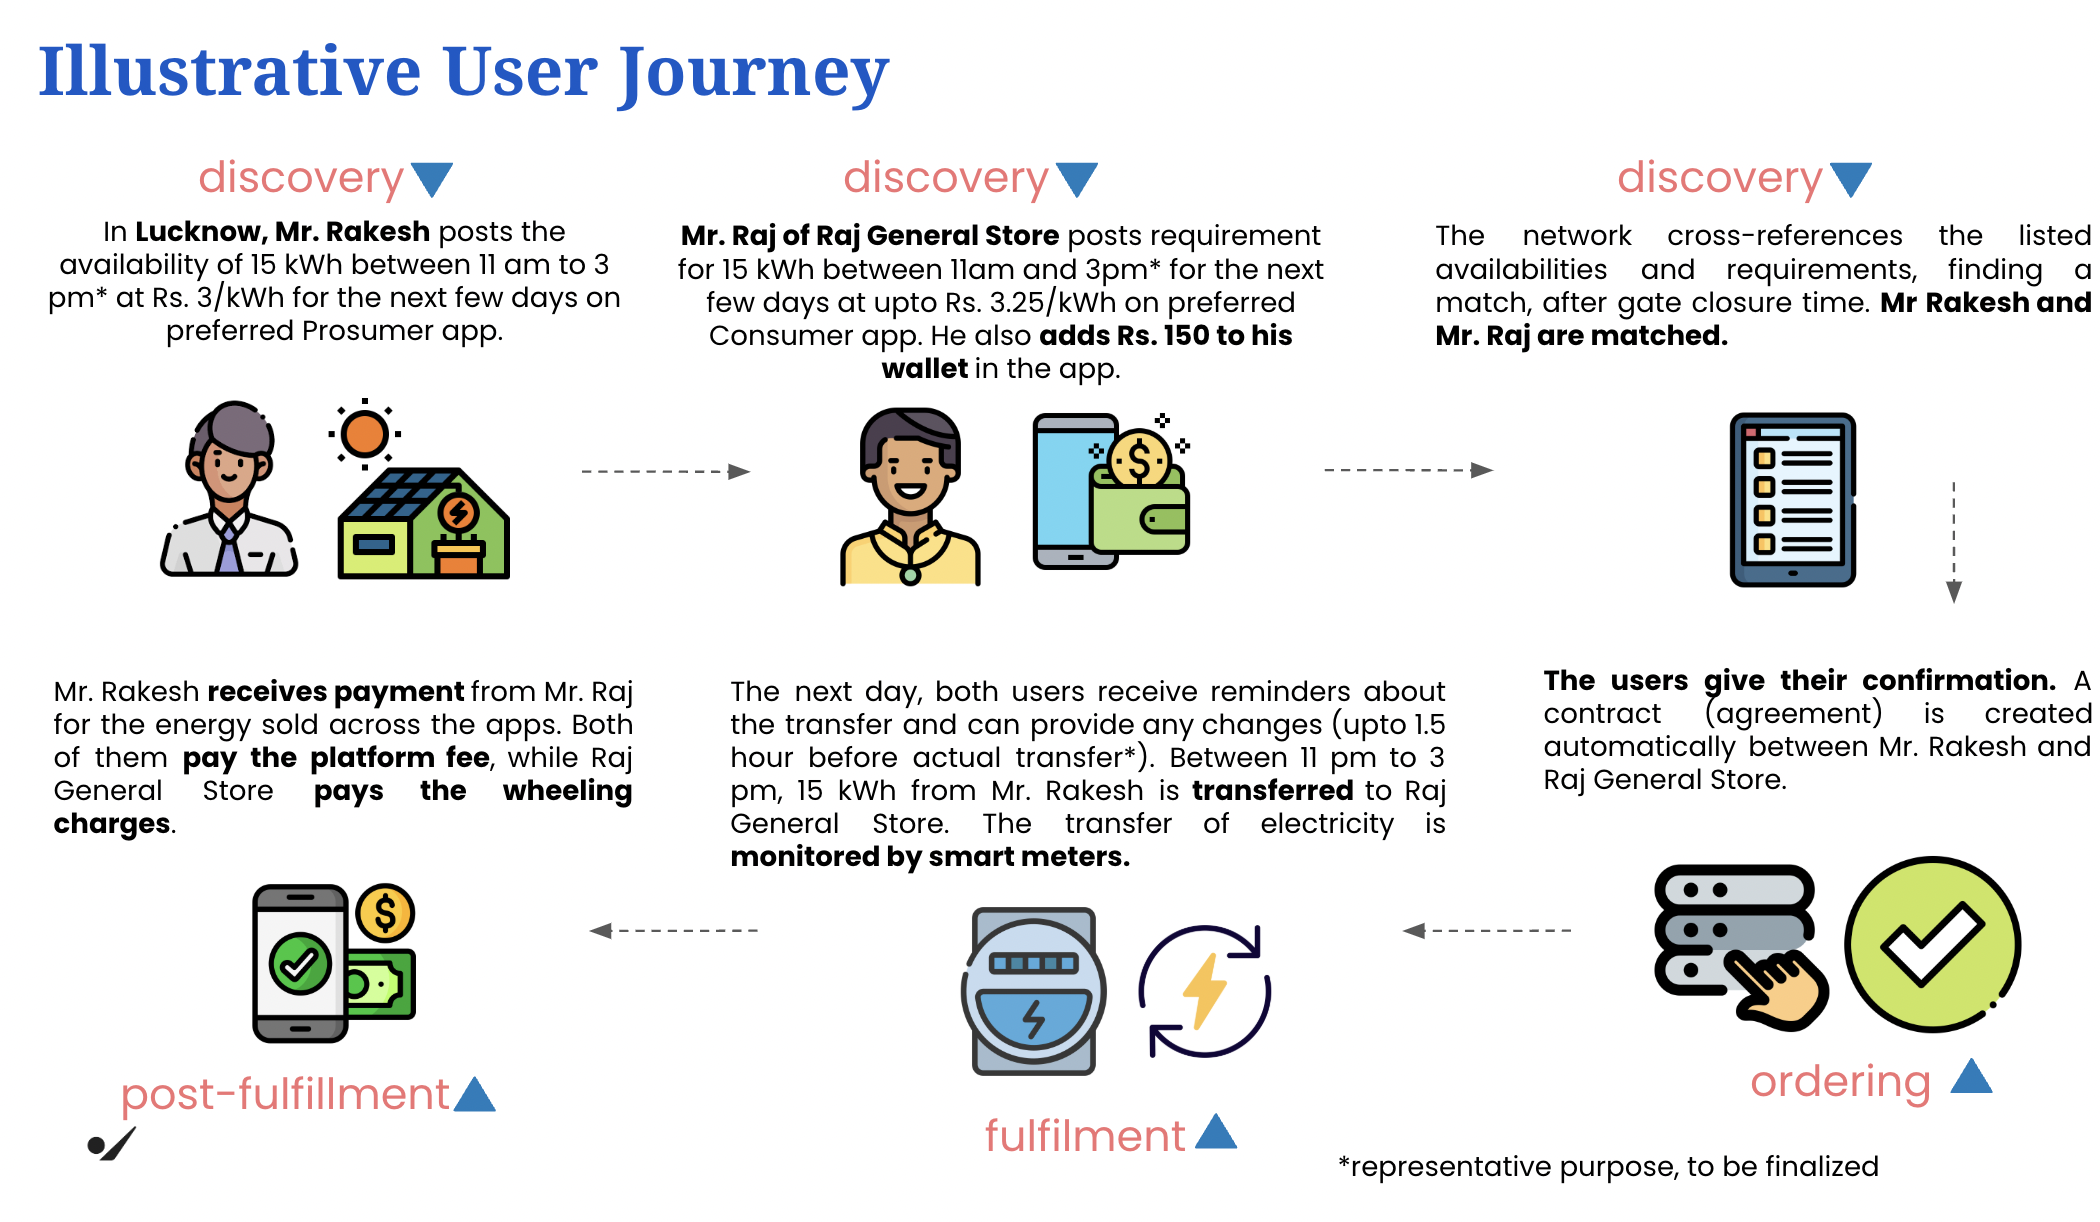 Illustrative User Journey
discovery
In Lucknow, Mr. Rakesh posts the
availability of 15 kWh between 11 am to 3
pm* at Rs. 3/kWh for the next few days on
preferred Prosumer app.
discovery
Mr. Raj of Raj General Store posts requirement
for 15 kWh between 11am and 3pm* for the next
few days at upto Rs. 3.25/kWh on preferred
Consumer app. He also adds Rs. 150 to his
wallet in the app.
discovery
The network cross-references the listed
availabilities and requirements, finding a
match, after gate closure time. Mr Rakesh and
Mr. Raj are matched.
The users give their confirmation. A
contract (agreement) is created
automatically between Mr. Rakesh and
Raj General Store.
ordering
The next day, both users receive reminders about
the transfer and can provide any changes (upto 1.5
hour before actual transfer*). Between 11 pm to 3
pm, 15 kWh from Mr. Rakesh is transferred to Raj
General Store. The transfer of electricity is
monitored by smart meters.
fulfilment
Mr. Rakesh receives payment from Mr. Raj
for the energy sold across the apps. Both
of them pay the platform fee, while Raj
General Store pays the wheeling
charges.
post-fulfillment
*representative purpose, to be finalized